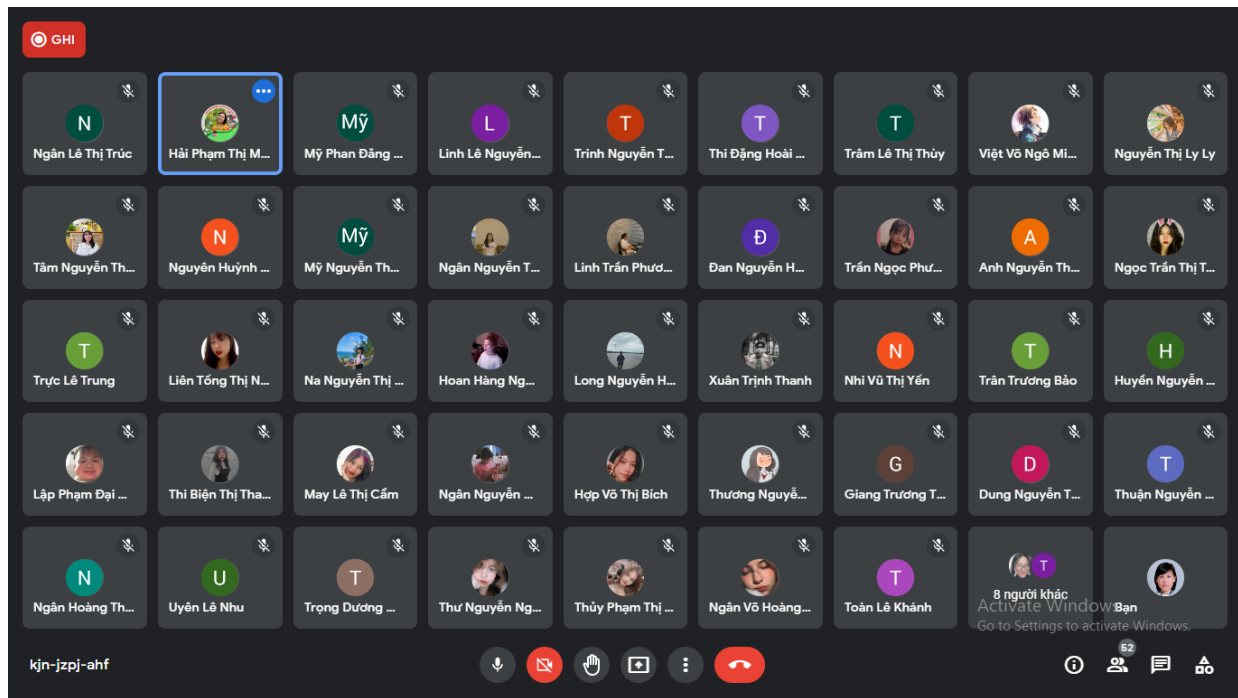 GHI
N
Ngân Lê Thị Trúc
Hải Phạm Thị M...
Mỹ
Mỹ Phan Đăng ...
L
Linh Lê Nguyễn...
T
Trinh Nguyễn T...
T
Thi Đặng Hoài ...
T
Trâm Lê Thị Thùy
Việt Võ Ngô Mi...
Nguyễn Thị Ly Ly
Tâm Nguyễn Th...
N
Nguyên Huỳnh ...
Mỹ
Mỹ Nguyễn Th...
Ngân Nguyễn T...
Linh Trần Phươ...
Đ
Đan Nguyễn H...
Trần Ngọc Phư...
A
Anh Nguyễn Th...
Ngọc Trần Thị T...
T
Trực Lê Trung
Liên Tống Thị N...
Na Nguyễn Thị ...
Hoan Hàng Ng...
Long Nguyễn H...
Xuân Trịnh Thanh
N
Nhi Vũ Thị Yến
T
Trân Trương Bảo
H
Huyền Nguyễn ...
Lập Phạm Đại ...
Thi Biện Thị Tha...
May Lê Thị Cẩm
Ngân Nguyễn ...
Hợp Võ Thị Bích
Thương Nguyễ...
G
Giang Trương T...
D
Dung Nguyễn T...
T
Thuận Nguyễn ...
N
Ngân Hoàng Th...
U
Uyên Lê Nhu
T
Trọng Dương ...
Thư Nguyễn Ng...
Thủy Phạm Thị ...
Ngân Võ Hoàng...
T
Toàn Lê Khánh
T
8 người khác
Bạn
Activate Windows
Go to Settings to activate Windows.
kjn-jzpj-ahf
52